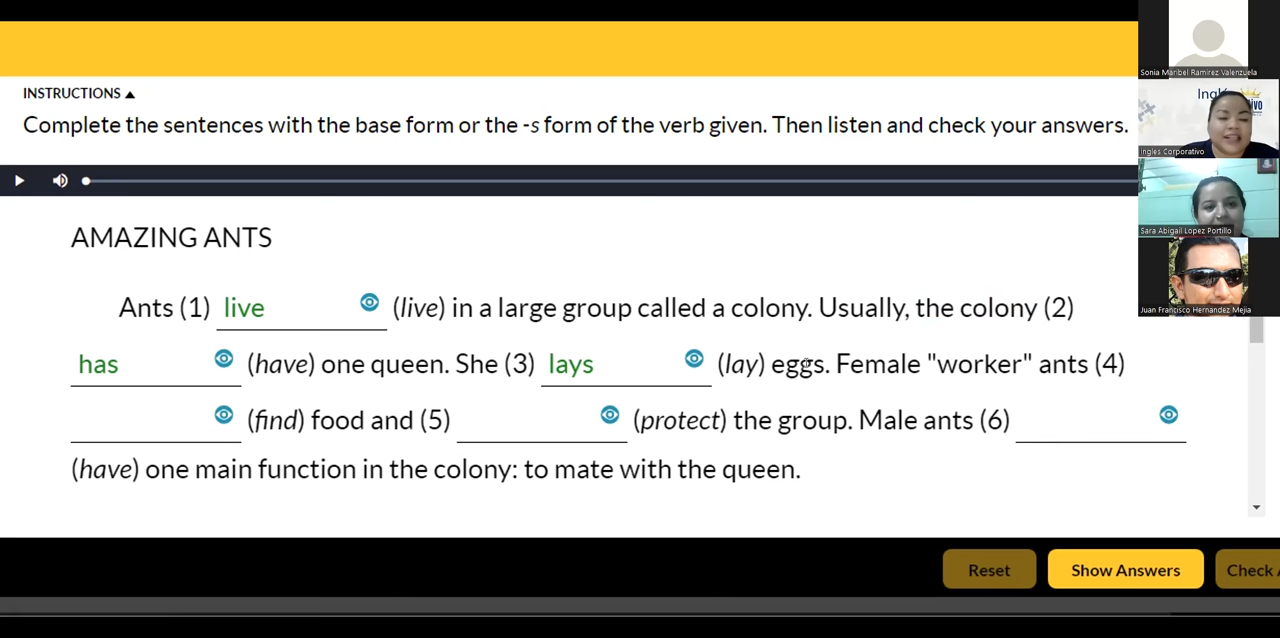 INSTRUCTIONS ▲
Complete the sentences with the base form or the -s form of the verb given. Then listen and check your answers.
AMAZING ANTS
Ants (1) live (live) in a large group called a colony. Usually, the colony (2)
has (have) one queen. She (3) lays (lay) eggs. Female "worker" ants (4)
(find) food and (5) (protect) the group. Male ants (6)
(have) one main function in the colony: to mate with the queen.
Reset
Show Answers
Check
Sonia Maribel Ramirez Valenzuela
Ingles Corporativo
Sara Abigail Lopez Portillo
Juan Francisco Hernandez Mejia